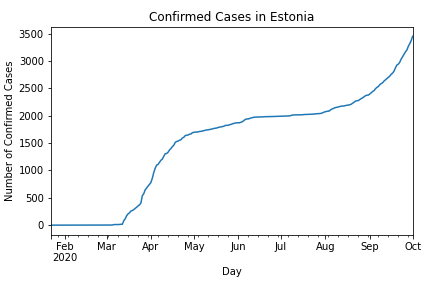 Confirmed Cases in Estonia
Number of Confirmed Cases
3500
3000
2500
2000
1500
1000
500
0
Feb Mar Apr May Jun Jul Aug Sep Oct
2020
Day